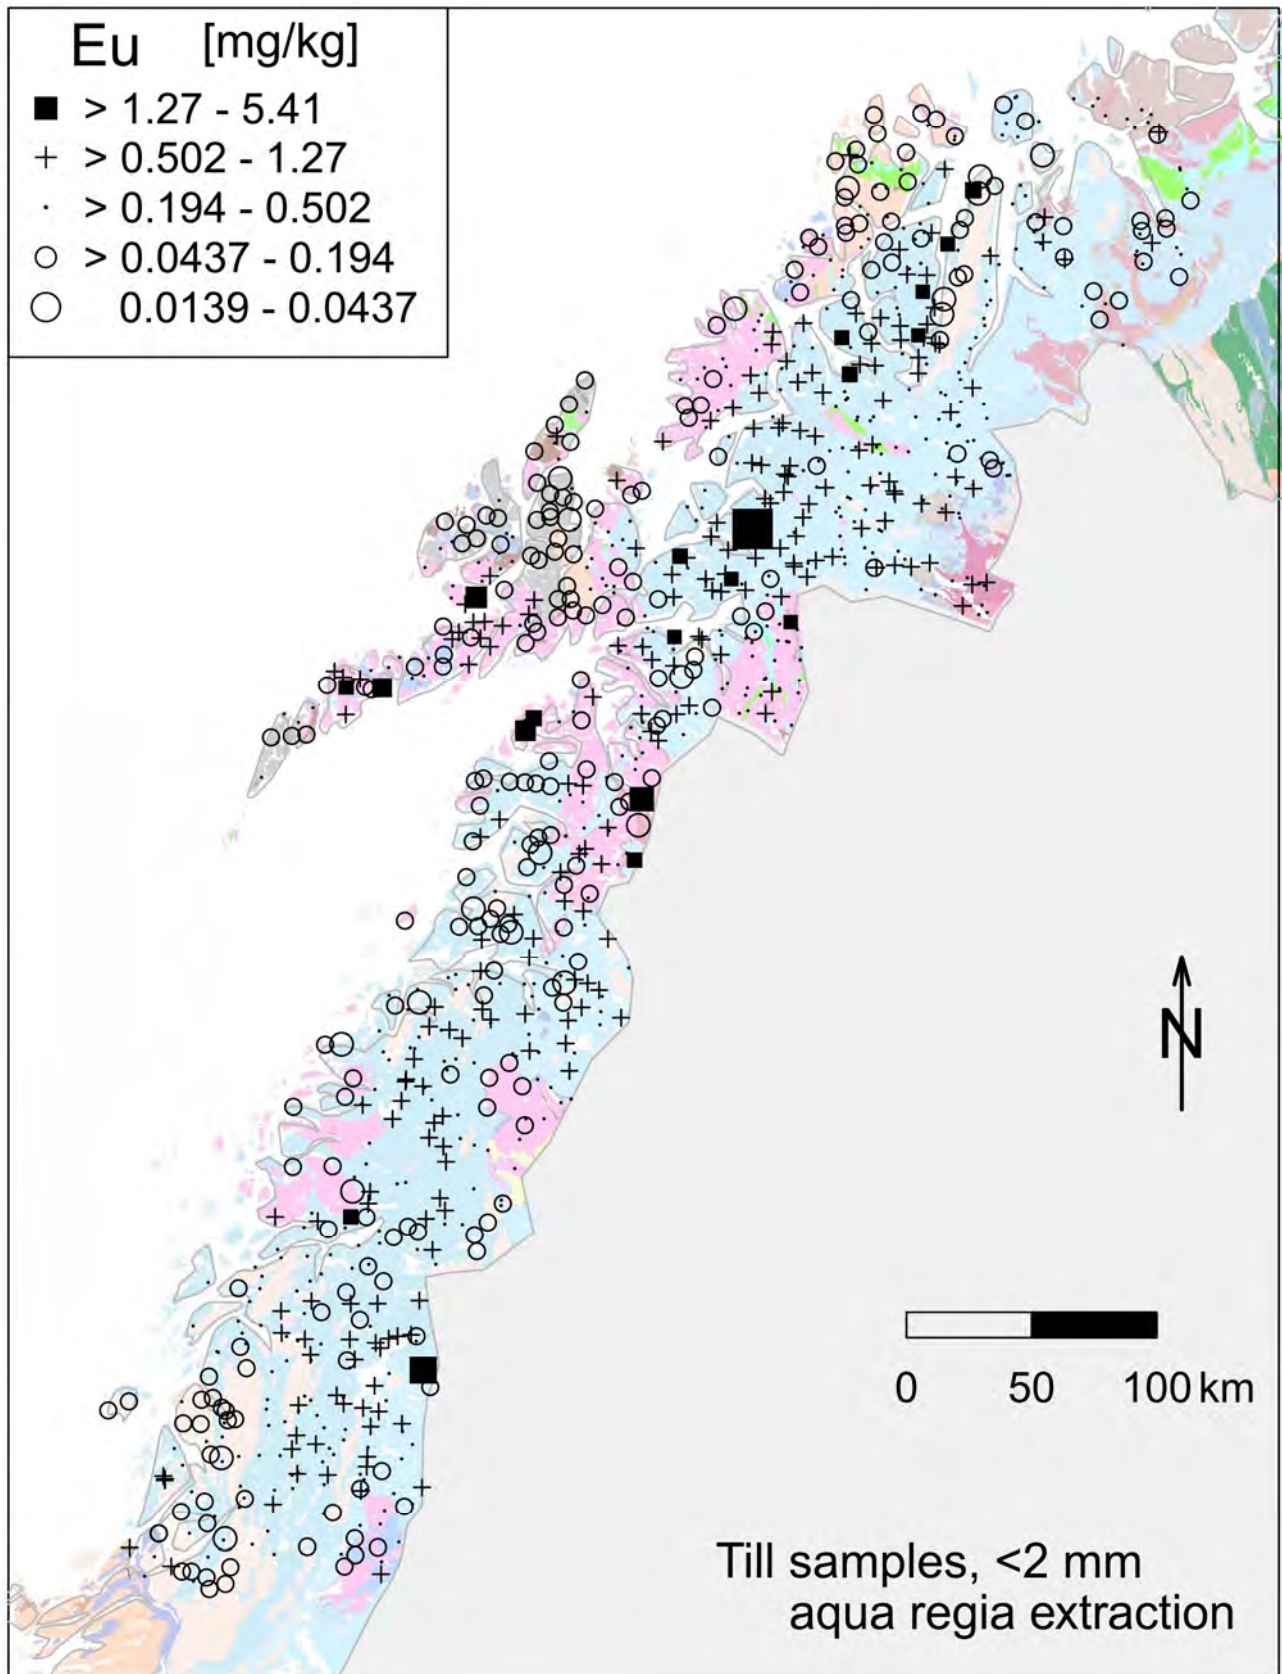 Eu [mg/kg]
> 1.27 - 5.41
> 0.502 - 1.27
> 0.194 - 0.502
> 0.0437 - 0.194
0.0139 - 0.0437
N
0 50 100 km
Till samples, <2 mm
aqua regia extraction